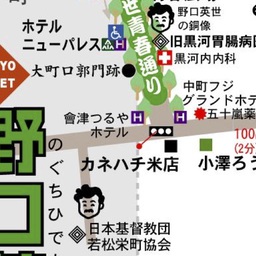 野口英世
の銅像
ホテル
ニューパレス
旧黒河胃腸病
世青春通り
黒河内内科
大町口郭門跡
YO
ET
中町フジ
グランドホテ
五十嵐薬
會津つるや
ホテル
100
(2分
カネハチ米店
小澤ろう
野口
のぐちひで
日本基督教団
若松栄町協会